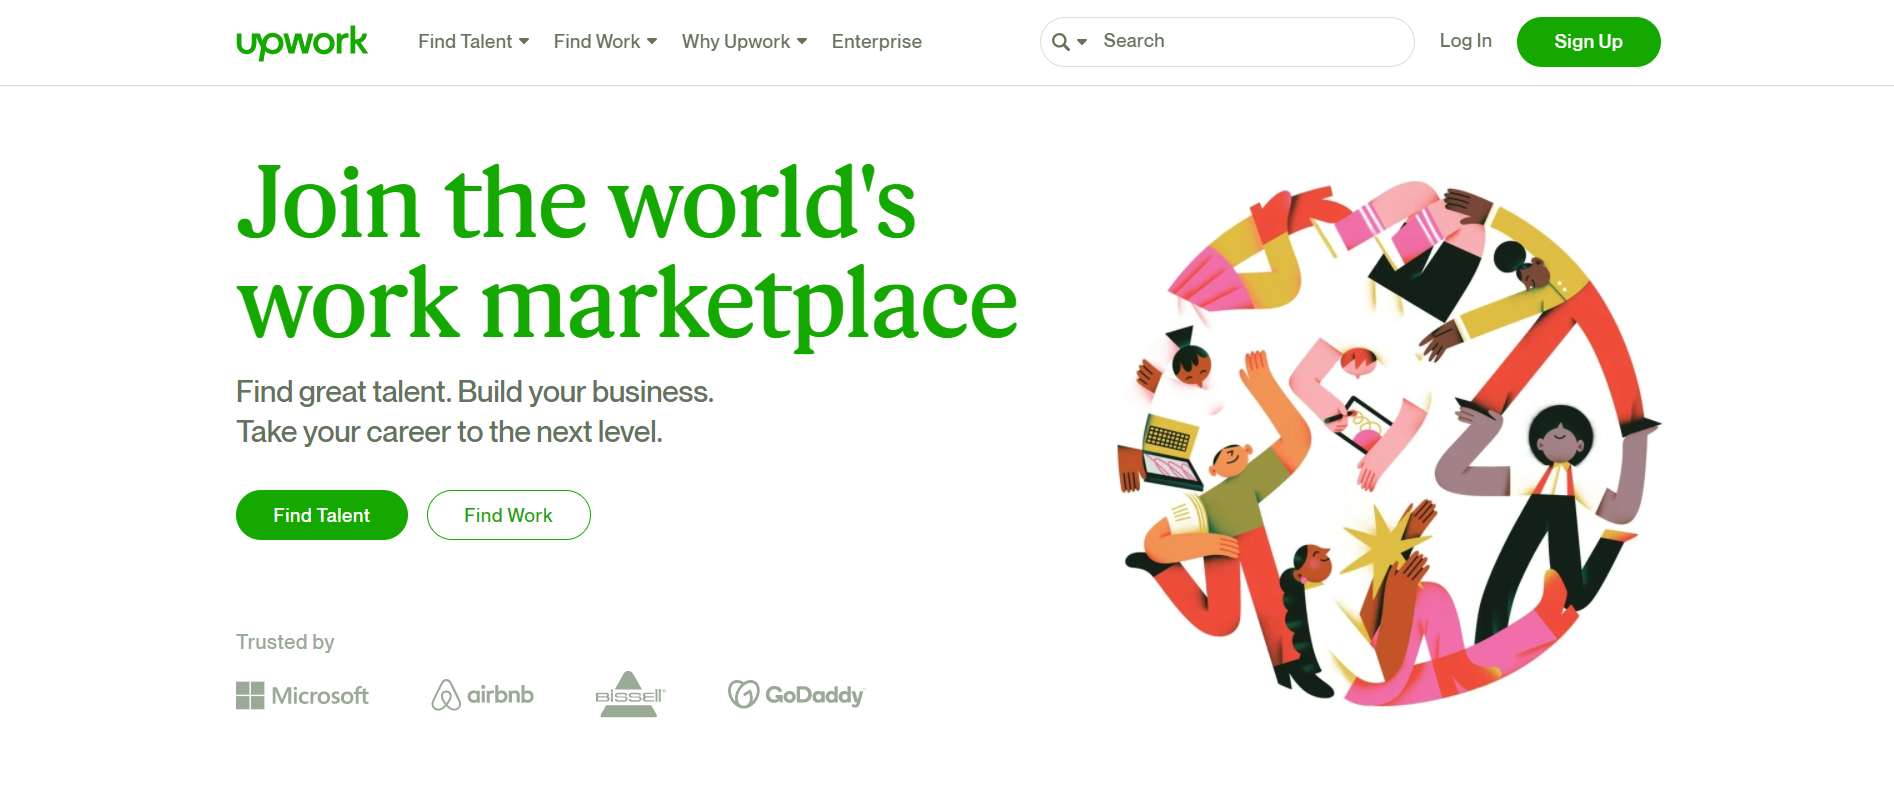 upwork Find Talent Find Work Why Upwork Enterprise Search Log In Sign Up
Join the world's
work marketplace
Find great talent. Build your business.
Take your career to the next level.
Find Talent Find Work
Trusted by
Microsoft airbnb BISSELL® GoDaddy